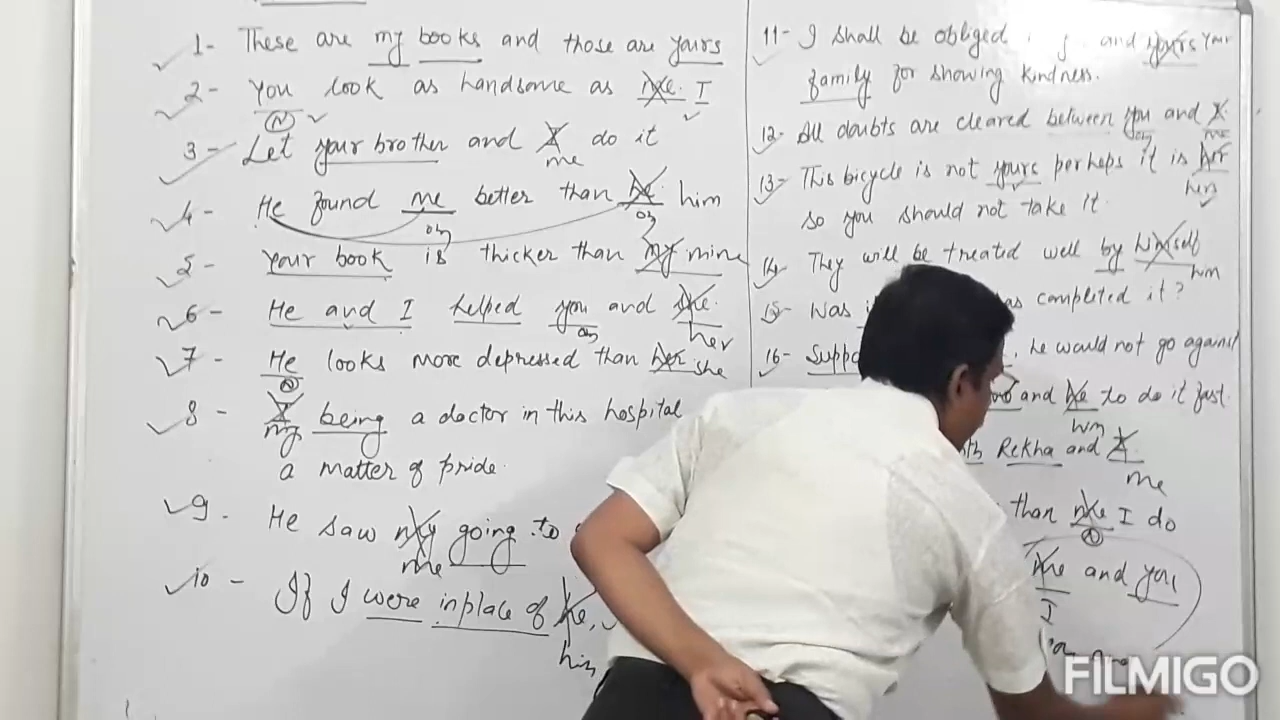 1- These are my books and those are yours
2- You look as handsome as me. I
N
3- Let your brother and I do it
me
4- He found me better than he him
obj obj
5- Your book is thicker than my mine
6- He and I helped you and she.
obj her
7- He looks more depressed than her she
N
8- I being a doctor in this hospital
my
a matter of pride.
9. He saw my going to
me
10- If I were in place of he,
him
11- I shall be obliged and yours your
family for showing kindness.
12- All doubts are cleared between you and I.
obj me
13- This bicycle is not yours perhaps it is her
hers
so you should not take it.
14- They will be treated well by himself
him
15- Was completed it?
16- he would not go against
and he to do it fast.
him
Rekha and I.
me
than me I do
N
me and you
I
FILMIGO